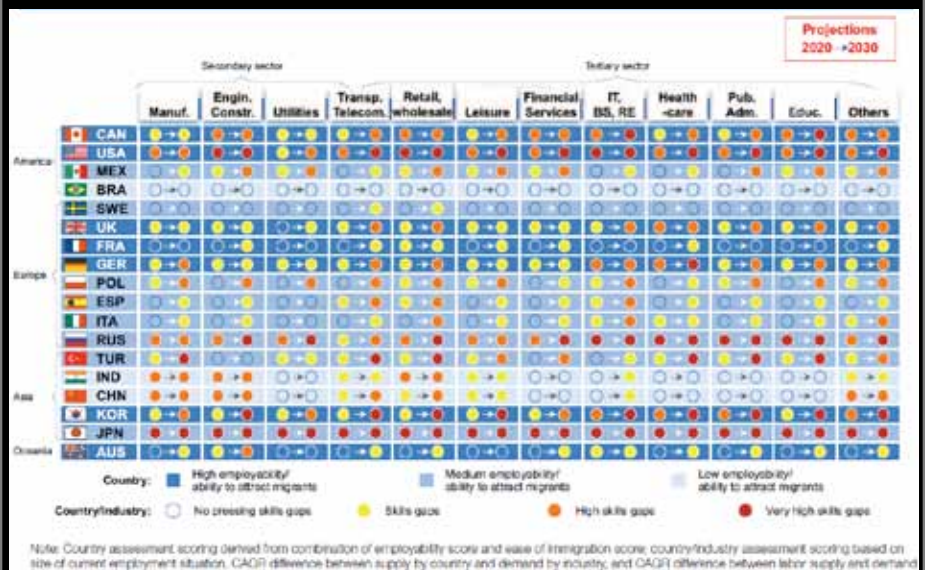 Projections
2020→2030
Secondary sector
Tertiary sector
Manuf.
Engin. Constr.
Utilities
Transp. Telecom.
Retail, wholesale
Leisure
Financial Services
IT, BS, RE
Health -care
Pub. Adm.
Educ.
Others
America
CAN
USA
MEX
BRA
Europe
SWE
UK
FRA
GER
POL
ESP
ITA
RUS
TUR
Asia
IND
CHN
KOR
JPN
Oceania
AUS
Country:
High employability/
ability to attract migrants
Medium employability/
ability to attract migrants
Low employability/
ability to attract migrants
Country/industry:
No pressing skills gaps
Skills gaps
High skills gaps
Very high skills gaps
Note: Country assessment scoring derived from combination of employability score and ease of immigration score; country/industry assessment scoring based on
size of current employment situation, CAGR difference between supply by country and demand by industry, and CAGR difference between labor supply and demand